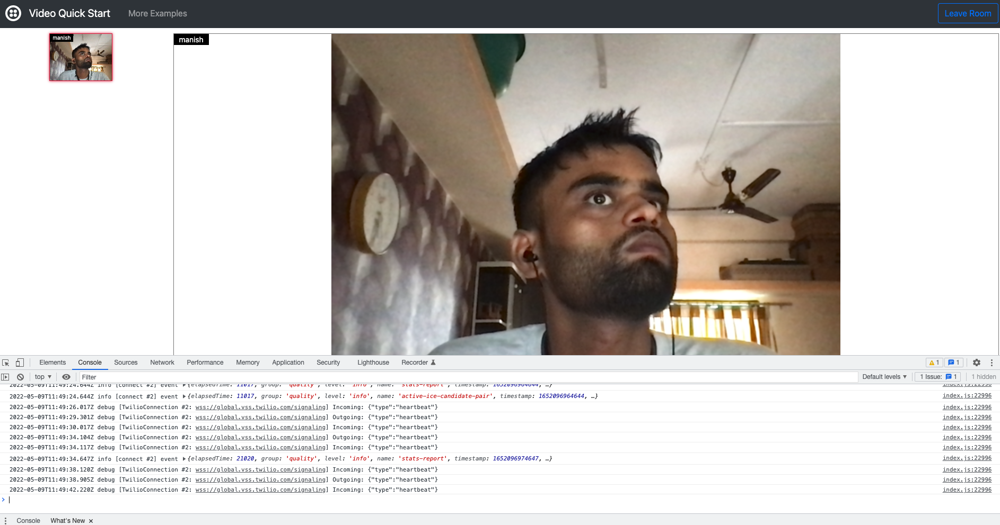 Video Quick Start More Examples Leave Room
manish
manish
Elements Console Sources Network Performance Memory Application Security Lighthouse Recorder 1 1
top ▼ Filter Default levels ▼ 1 Issue: 1 1 hidden
2022-05-09T11:49:24.644Z info [connect #2] event ▶{elapsedTime: 11017, group: 'quality', level: 'info', name: 'stats-report', timestamp: 1652096964644, …} index.js:22996
2022-05-09T11:49:24.644Z info [connect #2] event ▶{elapsedTime: 11017, group: 'quality', level: 'info', name: 'active-ice-candidate-pair', timestamp: 1652096964644, …} index.js:22996
2022-05-09T11:49:26.017Z debug [TwilioConnection #2: wss://global.vss.twilio.com/signaling] Incoming: {"type":"heartbeat"} index.js:22996
2022-05-09T11:49:29.301Z debug [TwilioConnection #2: wss://global.vss.twilio.com/signaling] Outgoing: {"type":"heartbeat"} index.js:22996
2022-05-09T11:49:30.017Z debug [TwilioConnection #2: wss://global.vss.twilio.com/signaling] Incoming: {"type":"heartbeat"} index.js:22996
2022-05-09T11:49:34.104Z debug [TwilioConnection #2: wss://global.vss.twilio.com/signaling] Outgoing: {"type":"heartbeat"} index.js:22996
2022-05-09T11:49:34.117Z debug [TwilioConnection #2: wss://global.vss.twilio.com/signaling] Incoming: {"type":"heartbeat"} index.js:22996
2022-05-09T11:49:34.647Z info [connect #2] event ▶{elapsedTime: 21020, group: 'quality', level: 'info', name: 'stats-report', timestamp: 1652096974647, …} index.js:22996
2022-05-09T11:49:38.120Z debug [TwilioConnection #2: wss://global.vss.twilio.com/signaling] Incoming: {"type":"heartbeat"} index.js:22996
2022-05-09T11:49:38.905Z debug [TwilioConnection #2: wss://global.vss.twilio.com/signaling] Outgoing: {"type":"heartbeat"} index.js:22996
2022-05-09T11:49:42.220Z debug [TwilioConnection #2: wss://global.vss.twilio.com/signaling] Incoming: {"type":"heartbeat"} index.js:22996
>
Console What's New ×